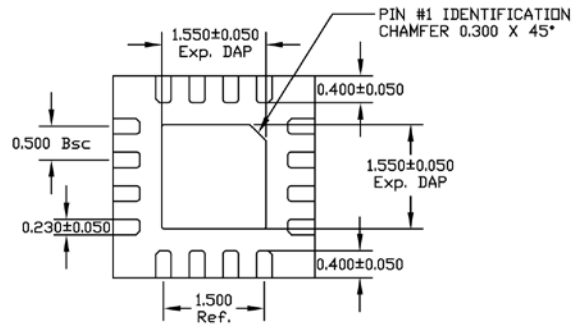 PIN #1 IDENTIFICATION
CHAMFER 0.300 X 45°
1.550±0.050
Exp. DAP
0.400±0.050
0.500 Bsc
1.550±0.050
Exp. DAP
0.230±0.050
0.400±0.050
1.500
Ref.